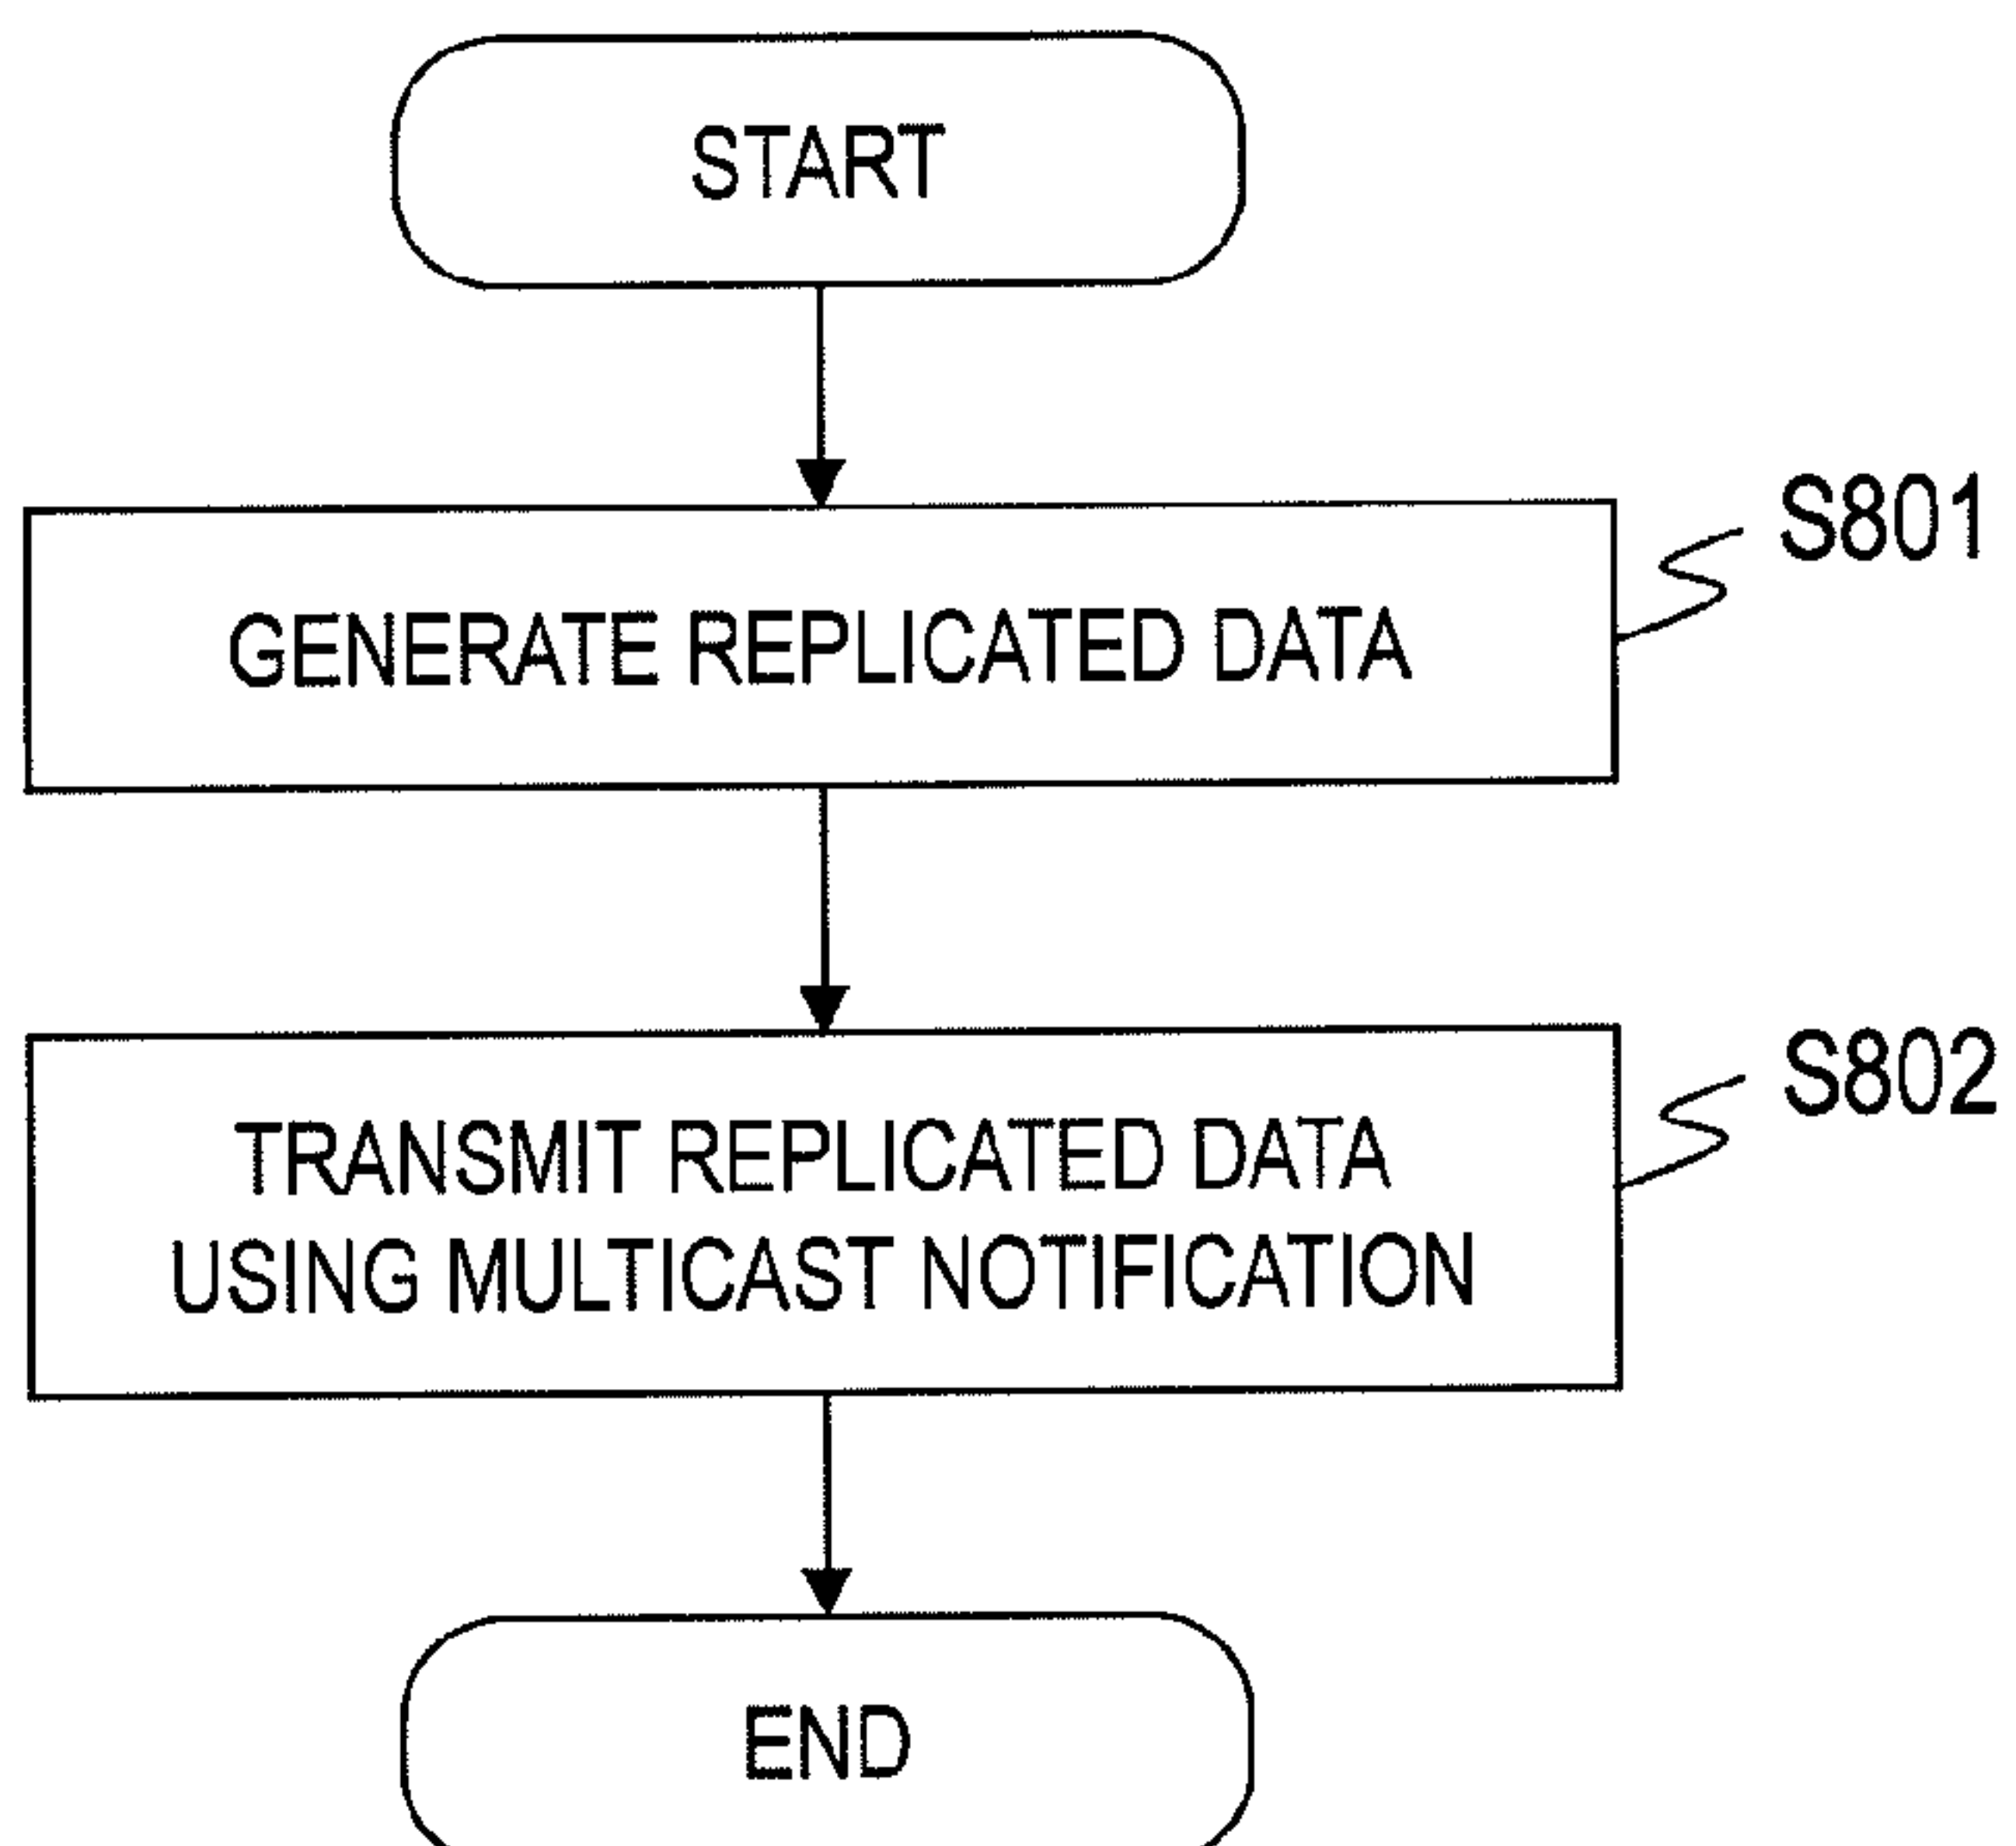 START
S801
GENERATE REPLICATED DATA
S802
TRANSMIT REPLICATED DATA
USING MULTICAST NOTIFICATION
END